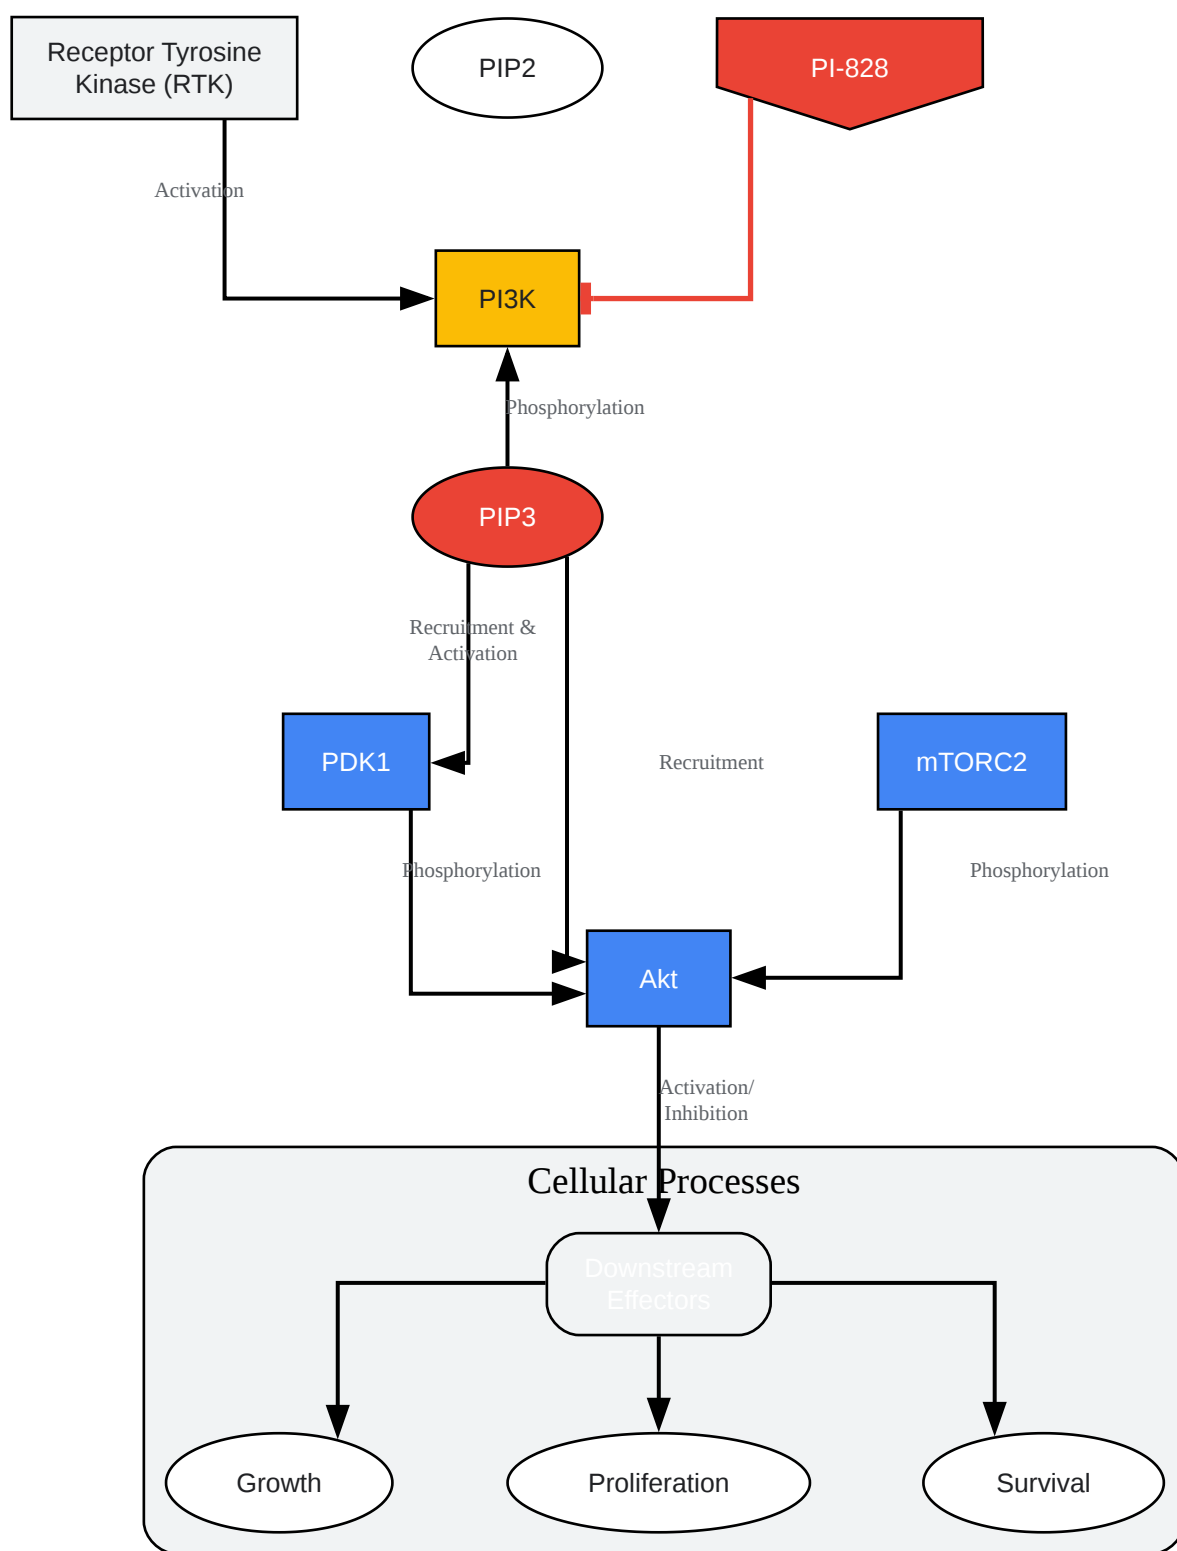 Receptor Tyrosine
Kinase (RTK)
PIP2
PI-828
Activation
PI3K
Phosphorylation
PIP3
Recruitment &
Activation
PDK1
Recruitment
mTORC2
Phosphorylation
Phosphorylation
Akt
Activation/
Inhibition
Cellular Processes
Downstream
Effectors
Growth
Proliferation
Survival